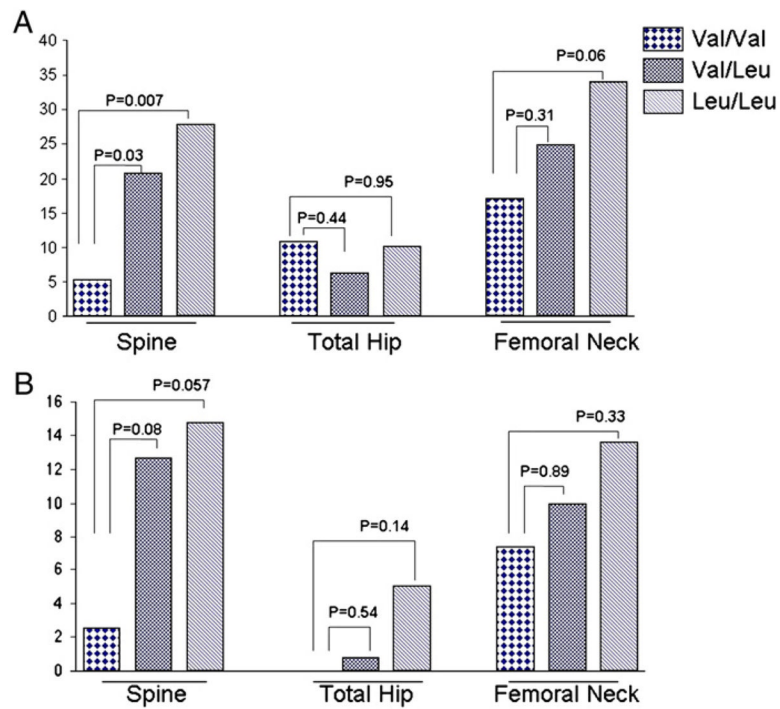 A
40
35
30
25
20
15
10
5
0
P=0.007
P=0.03
P=0.95
P=0.44
P=0.06
P=0.31
Val/Val
Val/Leu
Leu/Leu
Spine Total Hip Femoral Neck
B
16
14
12
10
8
6
4
2
0
P=0.057
P=0.08
P=0.14
P=0.54
P=0.33
P=0.89
Spine Total Hip Femoral Neck